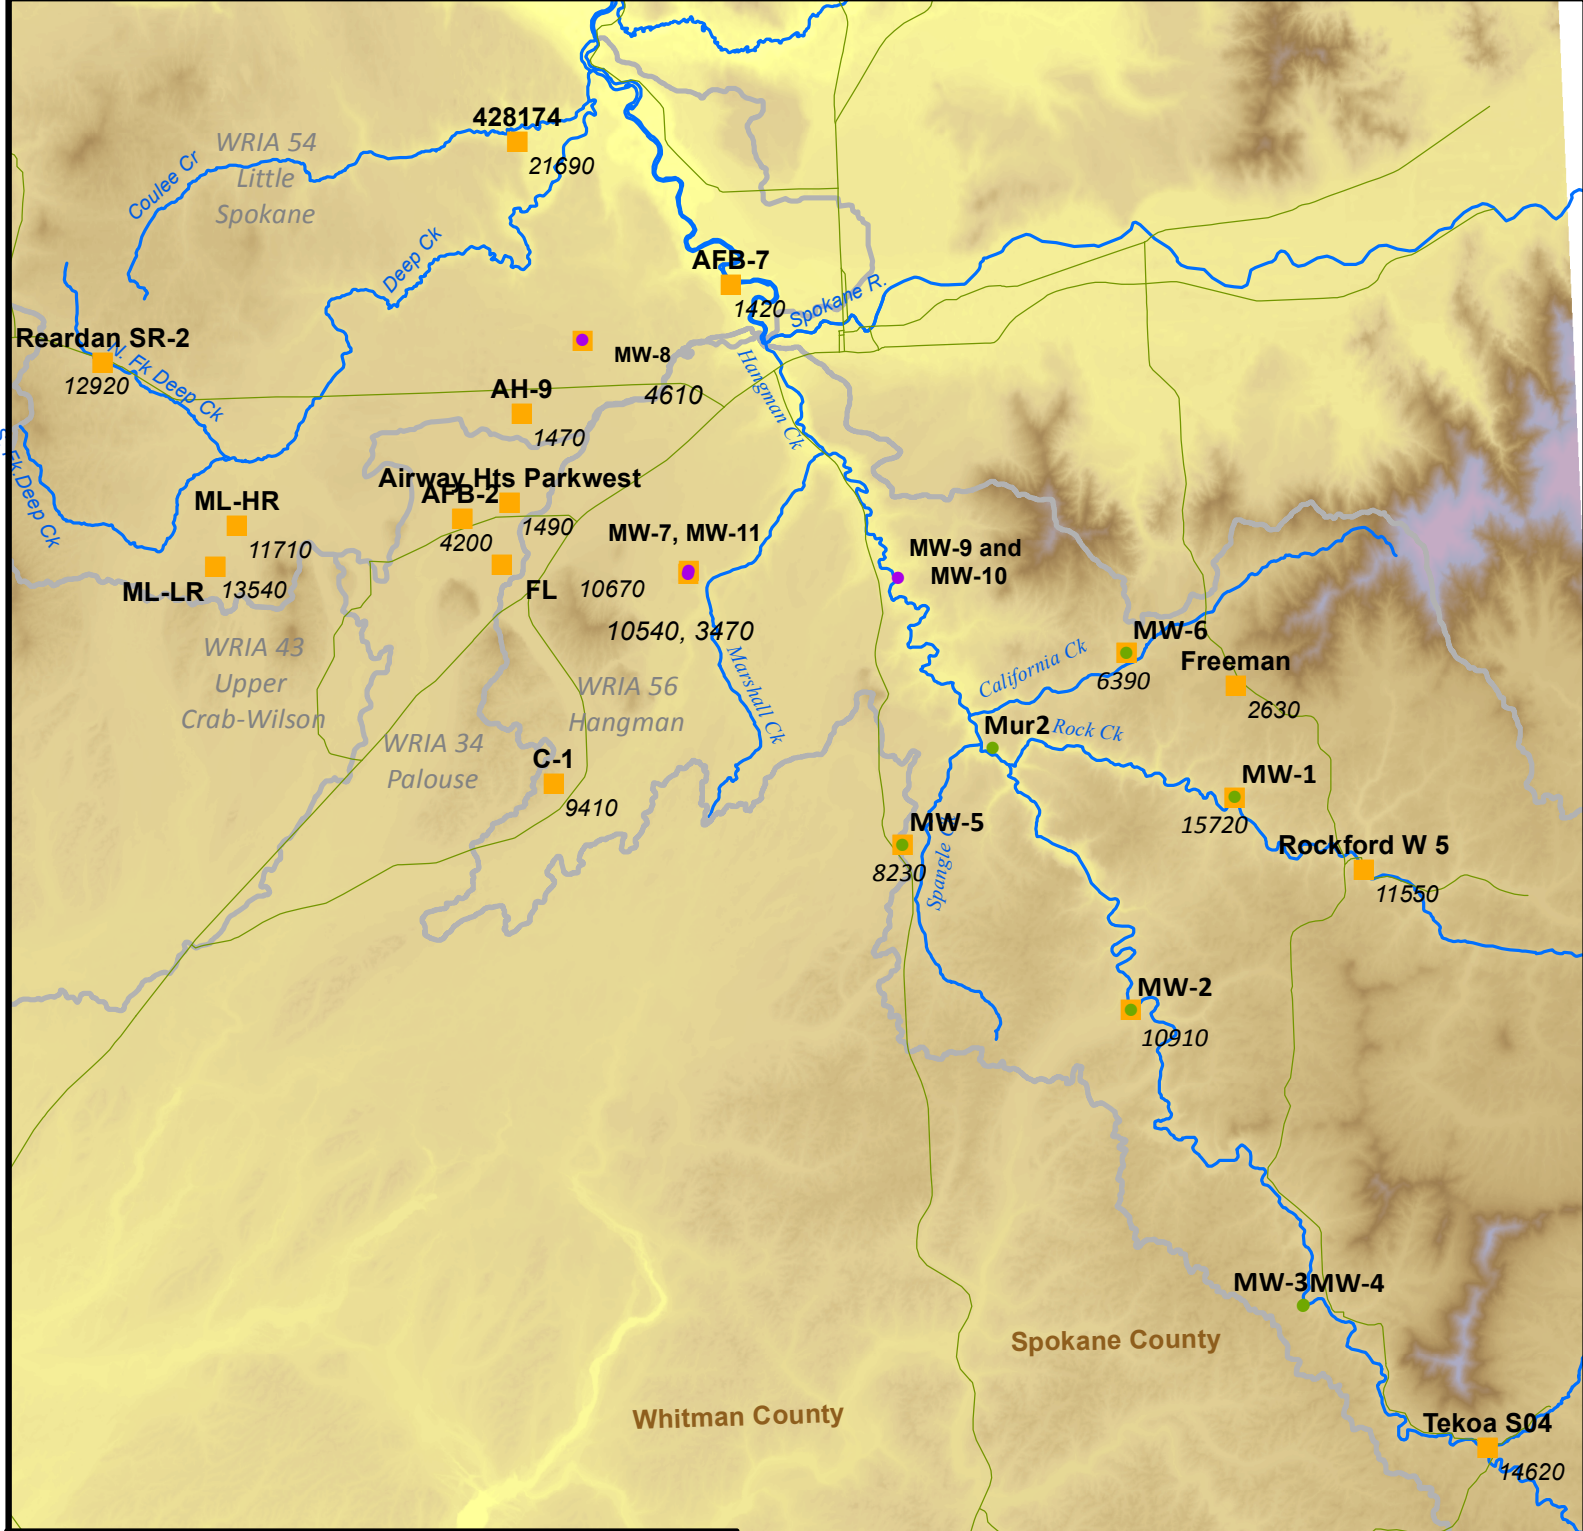 428174
21690
WRIA 54
Little
Spokane
Coulee Cr
Deep Ck
AFB-7
1420
Spokane R.
Reardan SR-2
12920
N. Fk Deep Ck
MW-8
4610
Hangman Ck
AH-9
1470
Fk.Deep Ck
Airway Hts Parkwest
AFB-2
1490
4200
ML-HR
11710
ML-LR
13540
FL
10670
MW-7, MW-11
10540, 3470
MW-9 and
MW-10
WRIA 43
Upper
Crab-Wilson
WRIA 56
Hangman
Marshall Ck
California Ck
MW-6
6390
Freeman
2630
WRIA 34
Palouse
C-1
9410
Mur2
Rock Ck
MW-1
15720
MW-5
8230
Spangle
Rockford W 5
11550
MW-2
10910
MW-3
MW-4
Spokane County
Whitman County
Tekoa S04
14620